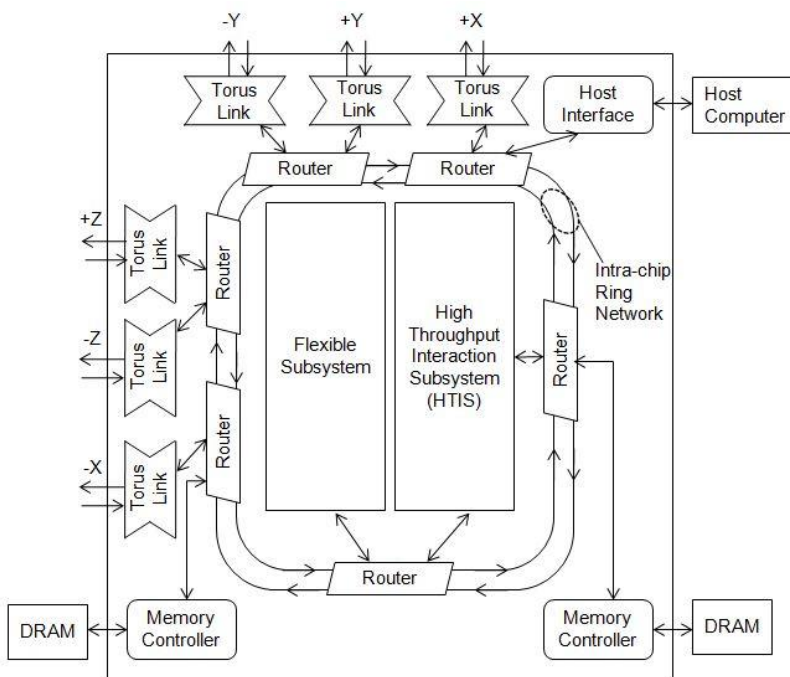 -Y
+Y
+X
Torus
Link
Torus
Link
Torus
Link
Host
Interface
Host
Computer
Router
Router
+Z
Torus
Link
Router
Intra-chip
Ring
Network
-Z
Torus
Link
Flexible
Subsystem
High
Throughput
Interaction
Subsystem
(HTIS)
Router
-X
Torus
Link
Router
Router
DRAM
Memory
Controller
Memory
Controller
DRAM